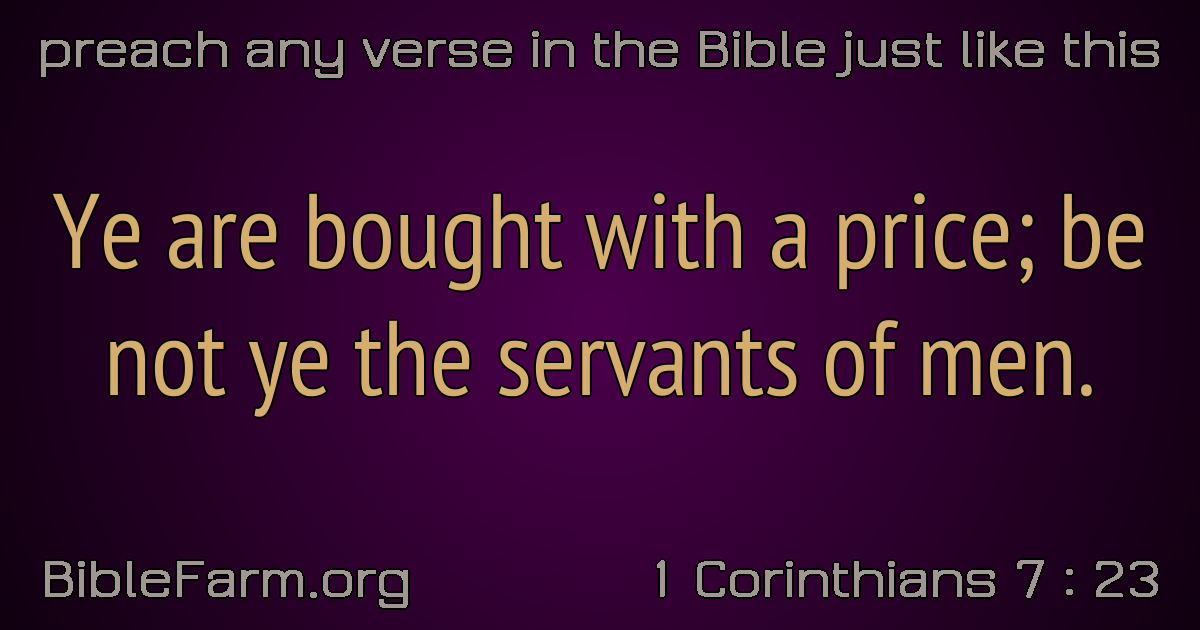 preach any verse in the Bible just like this
Ye are bought with a price; be
not ye the servants of men.
BibleFarm.org
1 Corinthians 7 : 23